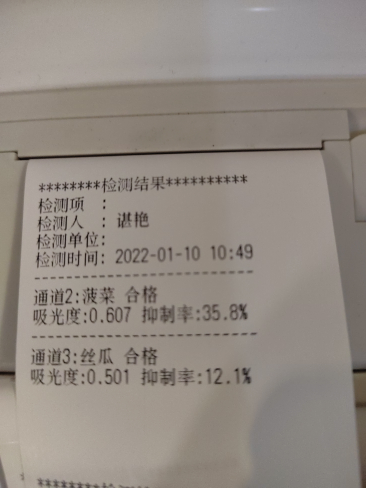 ********检测结果**********
检测项 :
检测人 : 谌艳
检测单位:
检测时间: 2022-01-10 10:49
通道2:菠菜 合格
吸光度:0.607 抑制率:35.8%
通道3:丝瓜 合格
吸光度:0.501 抑制率:12.1%